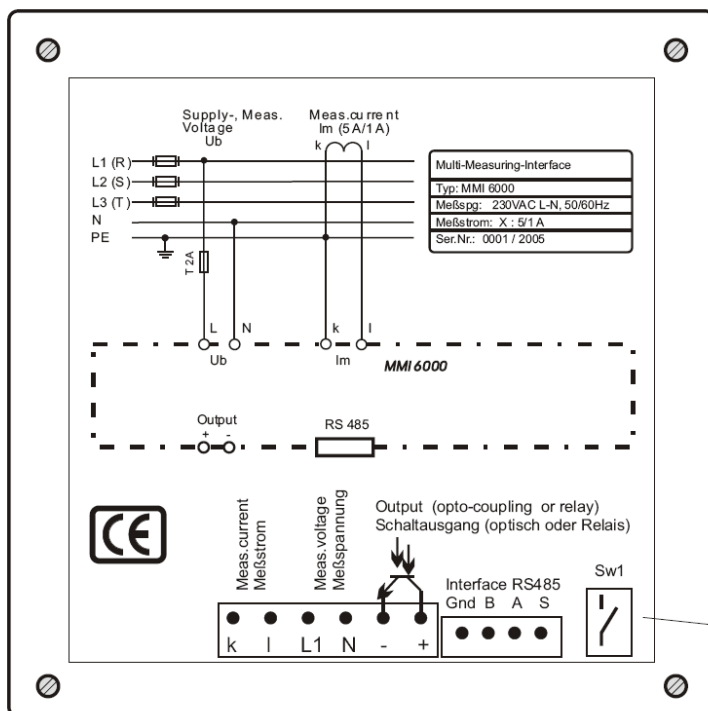 Supply-, Meas.
Voltage
Ub
Meas.current
Im (5A/1A)
k l
L1 (R)
L2 (S)
L3 (T)
N
PE
T 2A
Multi-Measuring-Interface
Typ: MMI 6000
Meßspg: 230VAC L-N, 50/60Hz
Meßstrom: X : 5/1 A
Ser.Nr.: 0001 / 2005
L N k l
Ub Im
MMI 6000
Output
+ -
RS 485
CE
Meas.current
Meßstrom
Meas.voltage
Meßspannung
Output (opto-coupling or relay)
Schaltausgang (optisch oder Relais)
Interface RS485
Gnd B A S
Sw1
k l L1 N - +